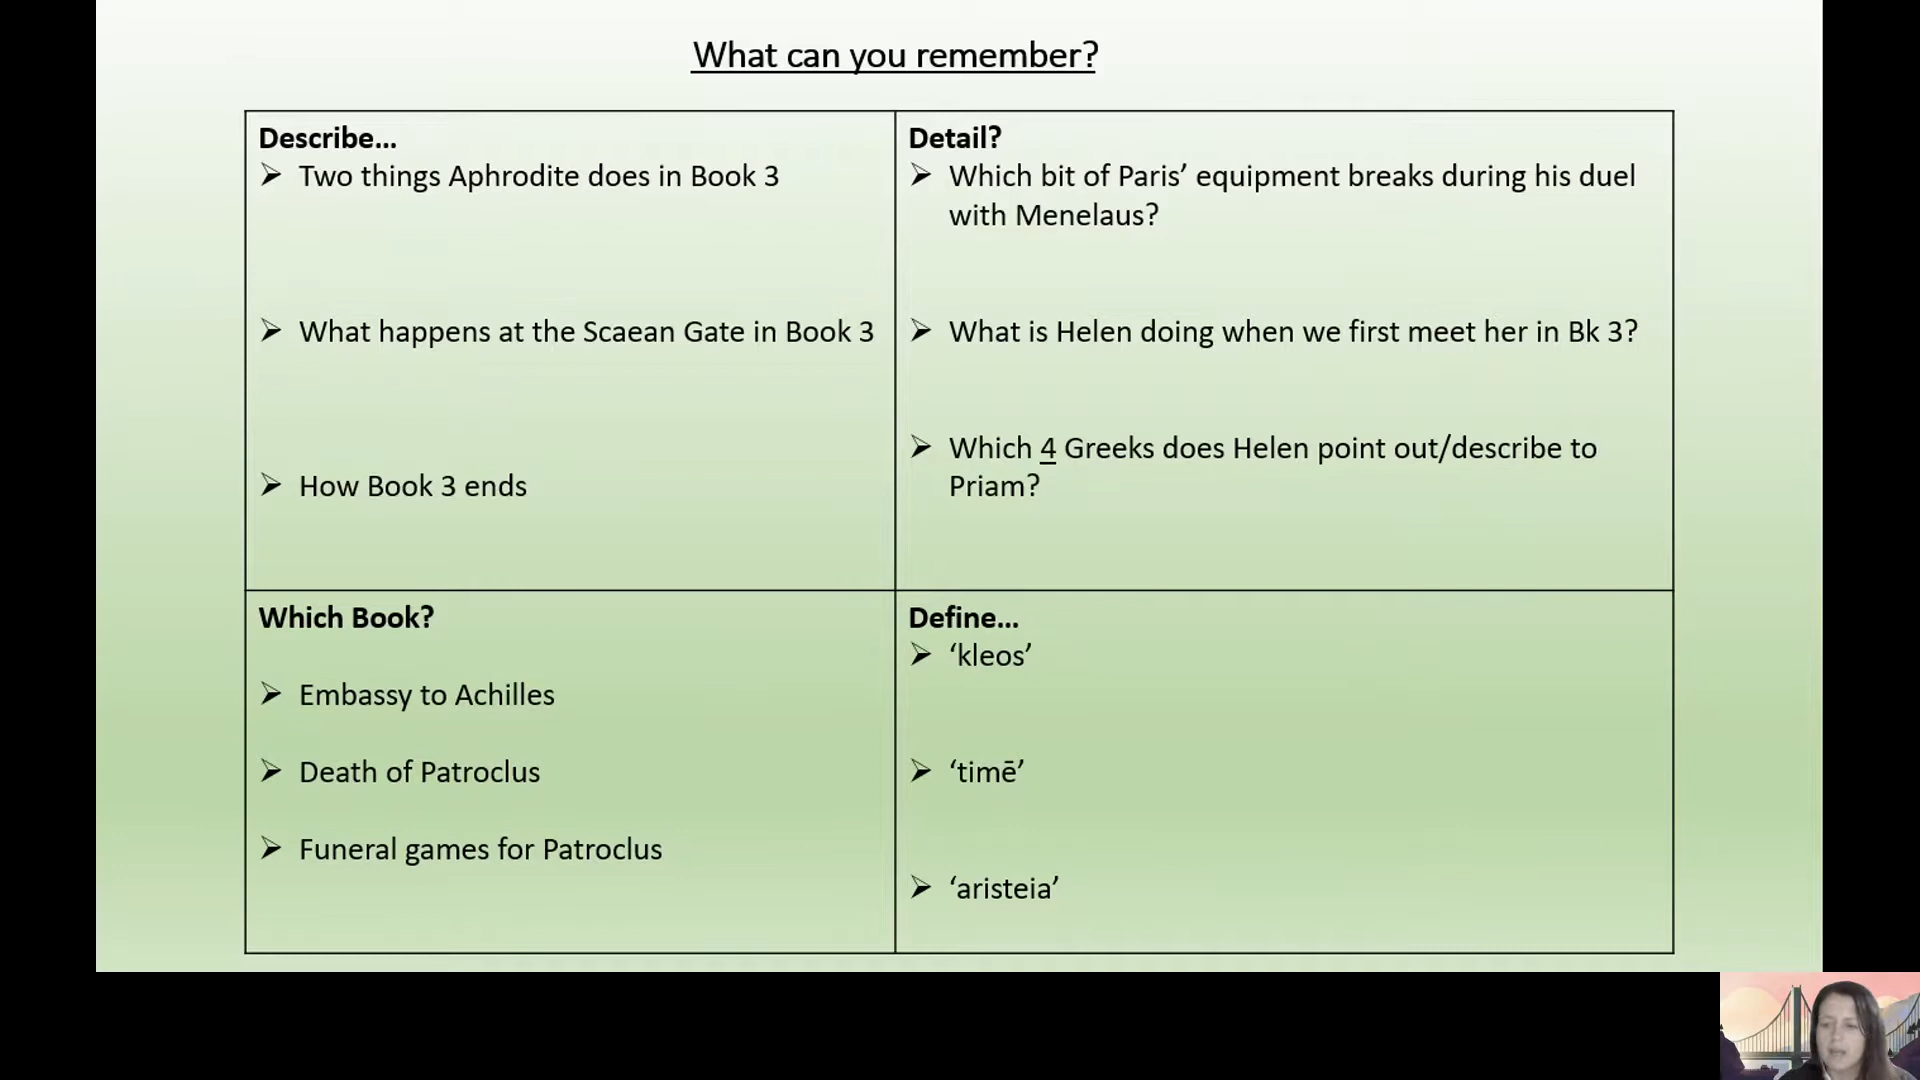 What can you remember?
Describe...
➢ Two things Aphrodite does in Book 3
➢ What happens at the Scaean Gate in Book 3
➢ How Book 3 ends
Detail?
➢ Which bit of Paris’ equipment breaks during his duel
with Menelaus?
➢ What is Helen doing when we first meet her in Bk 3?
➢ Which 4 Greeks does Helen point out/describe to
Priam?
Which Book?
➢ Embassy to Achilles
➢ Death of Patroclus
➢ Funeral games for Patroclus
Define...
➢ ‘kleos’
➢ ‘timē’
➢ ‘aristeia’